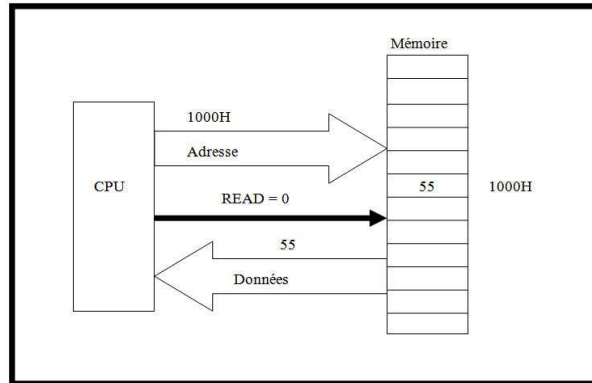 Mémoire
1000H
Adresse
CPU
55
1000H
READ = 0
55
Données